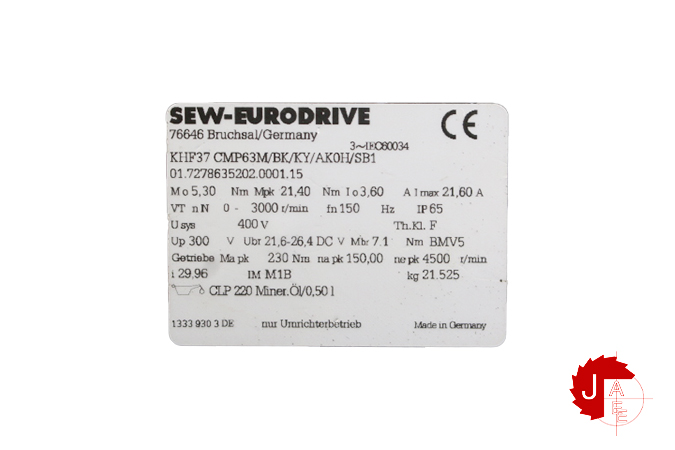 SEW-EURODRIVE
76646 Bruchsal/Germany
CE
3~IEC60034
KHF37 CMP63M/BK/KY/AK0H/SB1
01.7278635202.0001.15
Mo 5,30 Nm Mpk 21,40 Nm Io 3,60 A Imax 21,60 A
VT nN 0 - 3000 r/min fn 150 Hz IP 65
Usys 400 V Th.Kl. F
Up 300 V Ubr 21,6-26,4 DC V Mbr 7.1 Nm BMV5
Getriebe Ma pk 230 Nm na pk 150,00 ne pk 4500 r/min
i 29,96 IM M1B kg 21.525
CLP 220 Miner.Öl/0,50 l
1333 930 3 DE nur Umrichterbetrieb Made in Germany
J
A
E
E